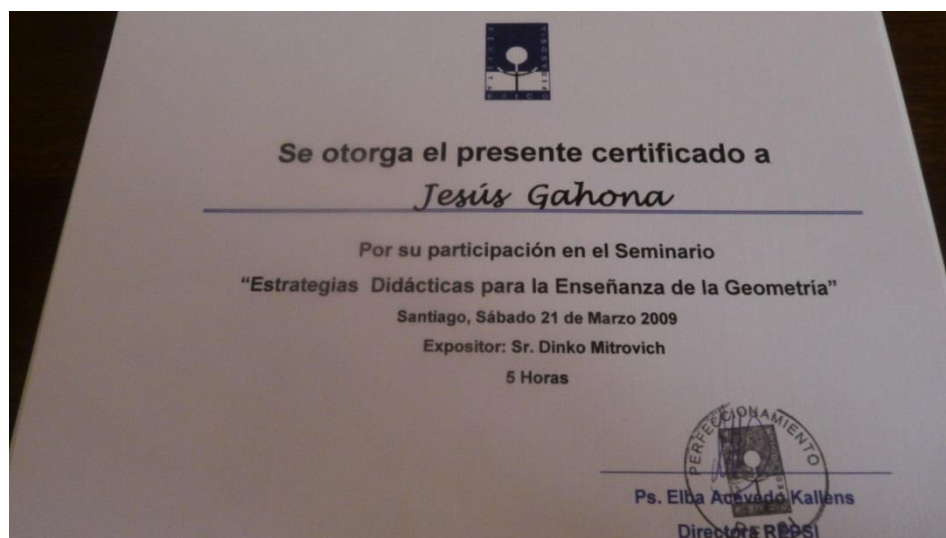 Se otorga el presente certificado a
Jesús Gahona
Por su participación en el Seminario
“Estrategias Didácticas para la Enseñanza de la Geometría”
Santiago, Sábado 21 de Marzo 2009
Expositor: Sr. Dinko Mitrovich
5 Horas
PERFECCIONAMIENTO
Ps. Elba Acevedo Kallens
Directora REPSI